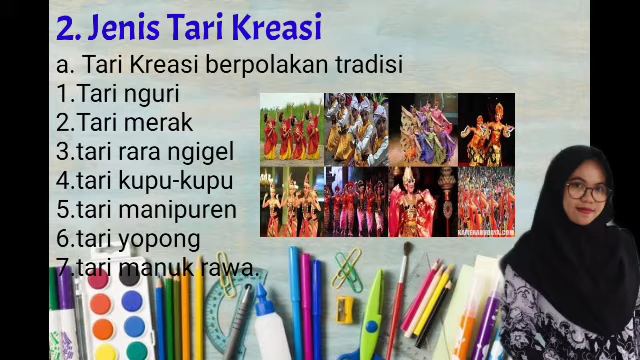 2. Jenis Tari Kreasi
a. Tari Kreasi berpolakan tradisi
1.Tari nguri
2.Tari merak
3.tari rara ngigel
4.tari kupu-kupu
5.tari manipuren
6.tari yopong
7.tari manuk rawa.